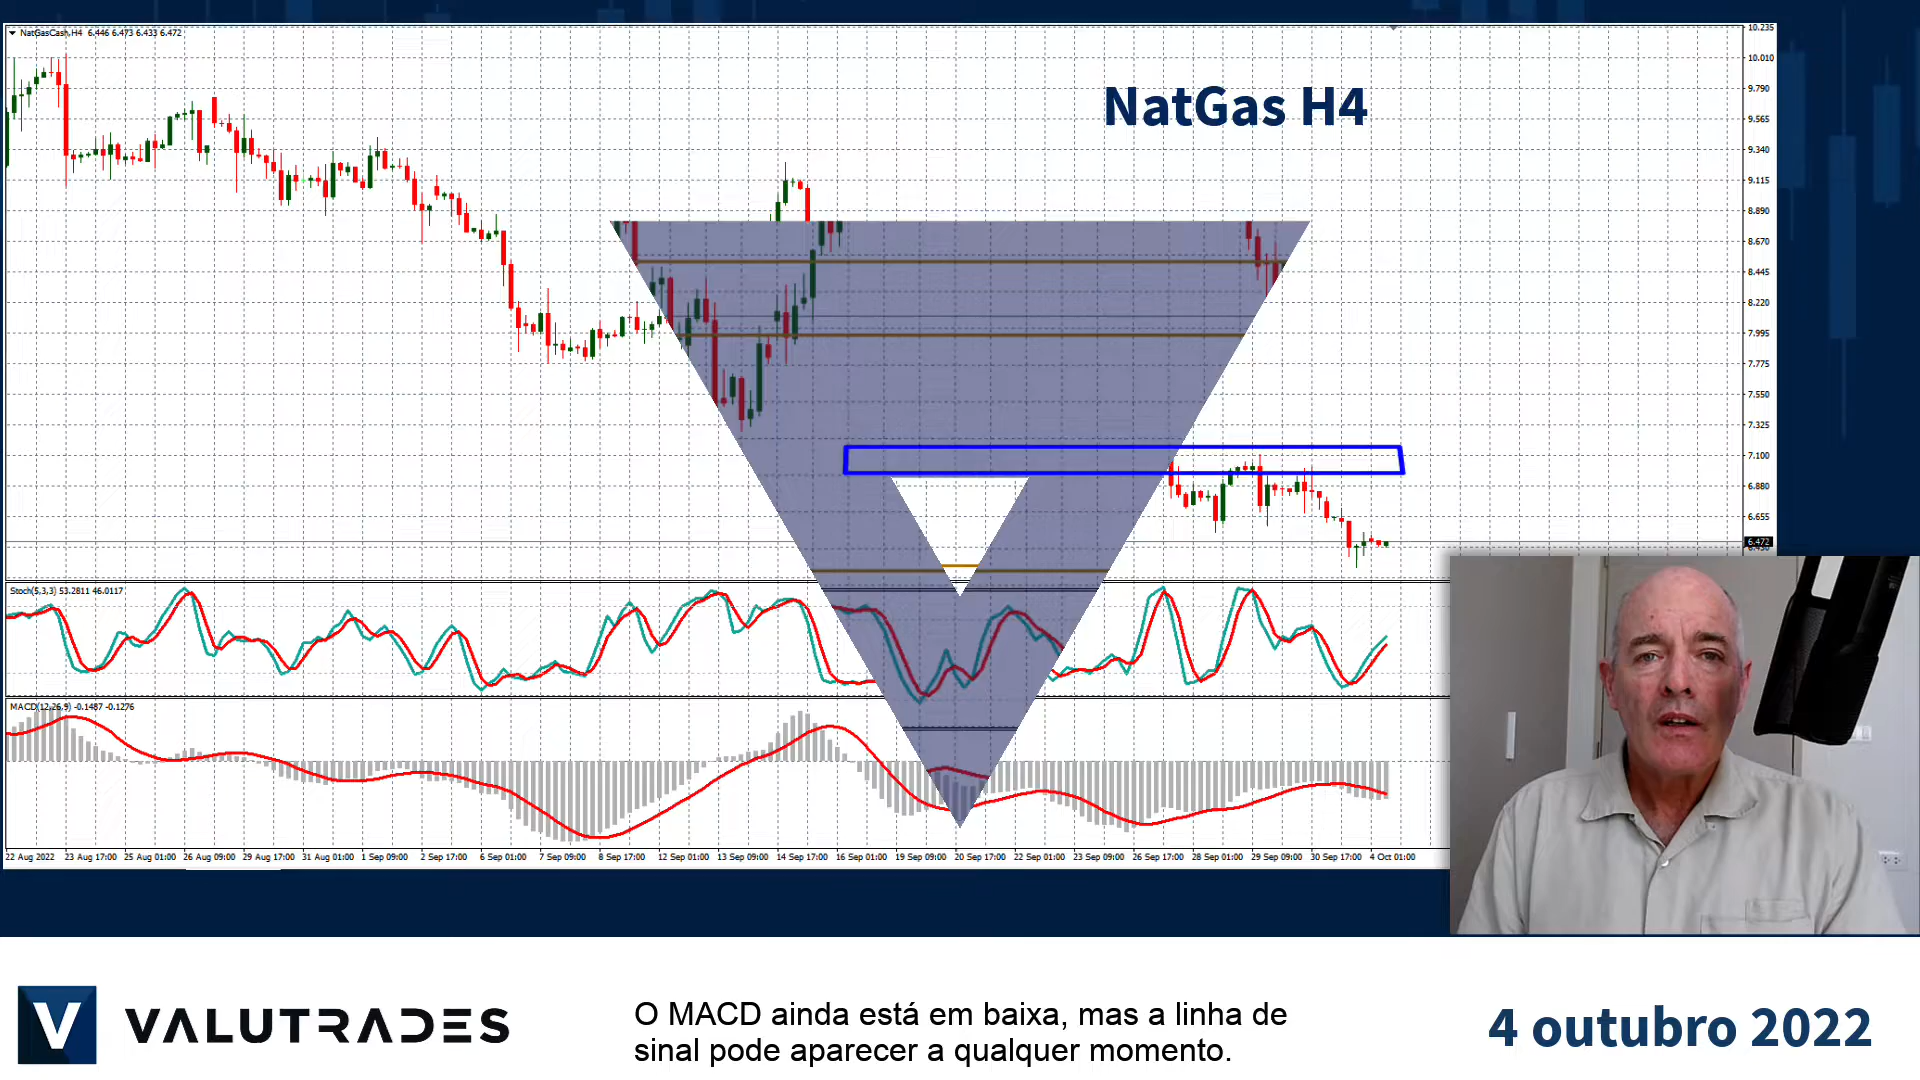 NatGasCash,H4 6.446 6.473 6.433 6.472
NatGas H4
10.235
10.010
9.790
9.565
9.340
9.115
8.890
8.670
8.445
8.220
7.995
7.775
7.550
7.325
7.100
6.880
6.655
6.472
Stoch(5,3,3) 53.2811 46.0117
MACD(12,26,9) -0.1487 -0.1276
22 Aug 2022 23 Aug 17:00 25 Aug 01:00 26 Aug 09:00 29 Aug 17:00 31 Aug 01:00 1 Sep 09:00 2 Sep 17:00 6 Sep 01:00 7 Sep 09:00 8 Sep 17:00 12 Sep 01:00 13 Sep 09:00 14 Sep 17:00 16 Sep 01:00 19 Sep 09:00 20 Sep 17:00 22 Sep 01:00 23 Sep 09:00 26 Sep 17:00 28 Sep 01:00 29 Sep 09:00 30 Sep 17:00 4 Oct 01:00
V VALUTRADES
O MACD ainda está em baixa, mas a linha de
sinal pode aparecer a qualquer momento.
4 outubro 2022